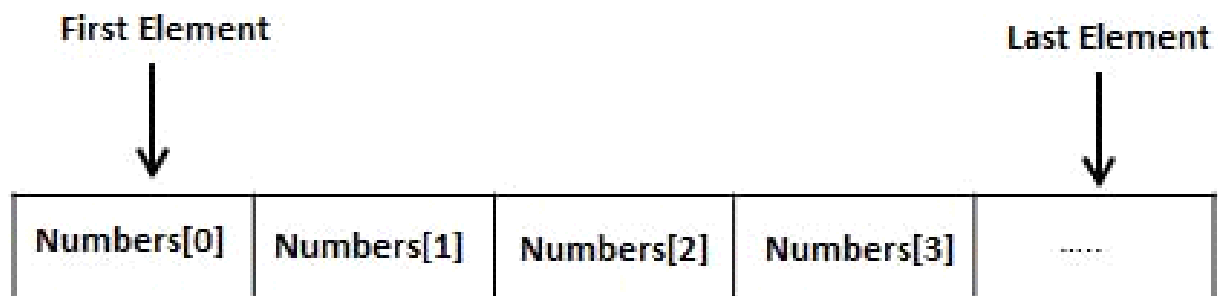 First Element
Last Element
Numbers[0] Numbers[1] Numbers[2] Numbers[3] ......